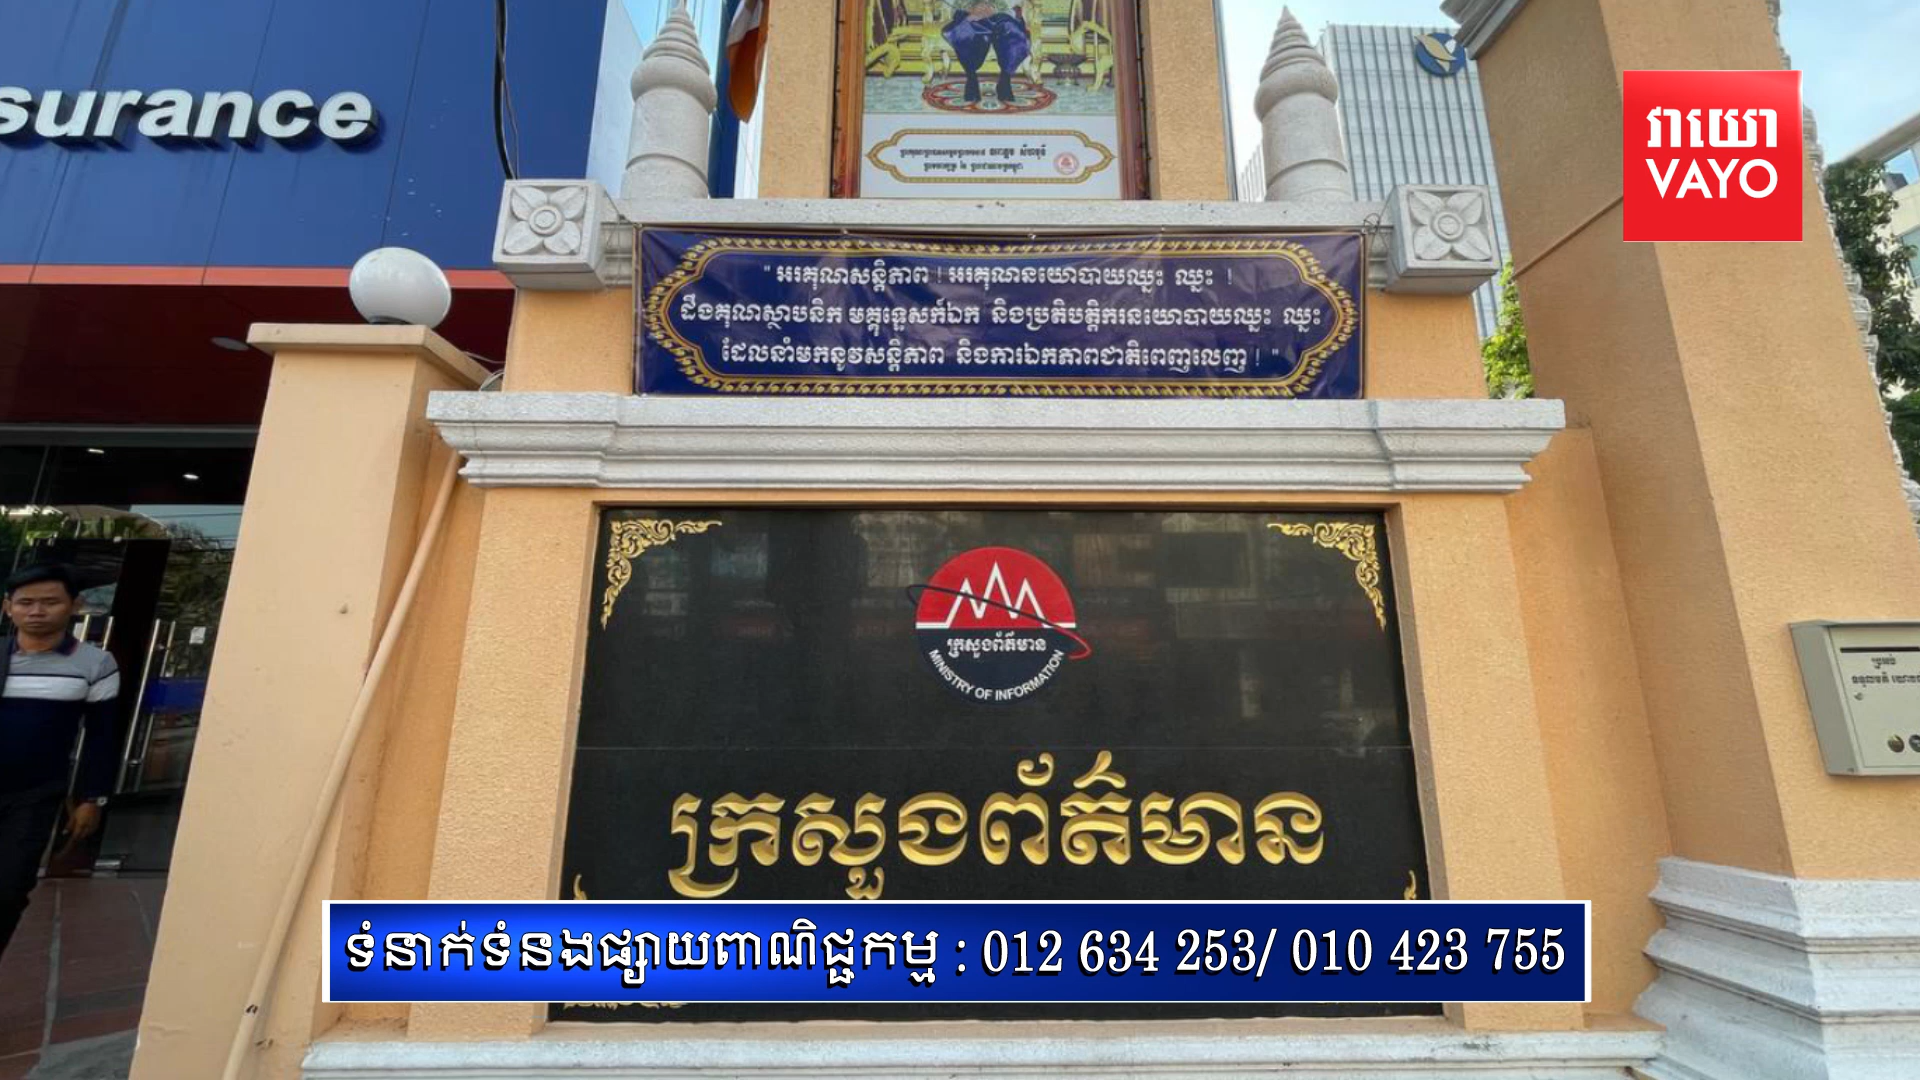 surance
វាយោ
VAYO
" អរគុណសន្តិភាព ! អរគុណនយោបាយឈ្នះ ឈ្នះ !
ដឹងគុណស្ថាបនិក មគ្គុទ្ទេសក៍ឯក និងប្រតិបត្តិករនយោបាយឈ្នះ ឈ្នះ
ដែលនាំមកនូវសន្តិភាព និងការឯកភាពជាតិពេញលេញ ! "
ក្រសួងព័ត៌មាន
MINISTRY OF INFORMATION
ក្រសួងព័ត៌មាន
ប្រអប់
ទំនាក់ទំនងផ្សាយពាណិជ្ជកម្ម : 012 634 253/ 010 423 755